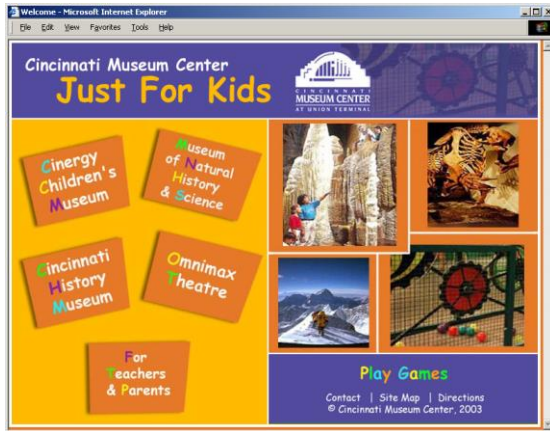 Welcome - Microsoft Internet Explorer
File Edit View Favorites Tools Help
Cincinnati Museum Center
Just For Kids
CINCINNATI
MUSEUM CENTER
AT UNION TERMINAL
Cinergy
Children's
Museum
Museum
of Natural
History
& Science
Cincinnati
History
Museum
Omnimax
Theatre
For
Teachers
& Parents
Play Games
Contact | Site Map | Directions
© Cincinnati Museum Center, 2003